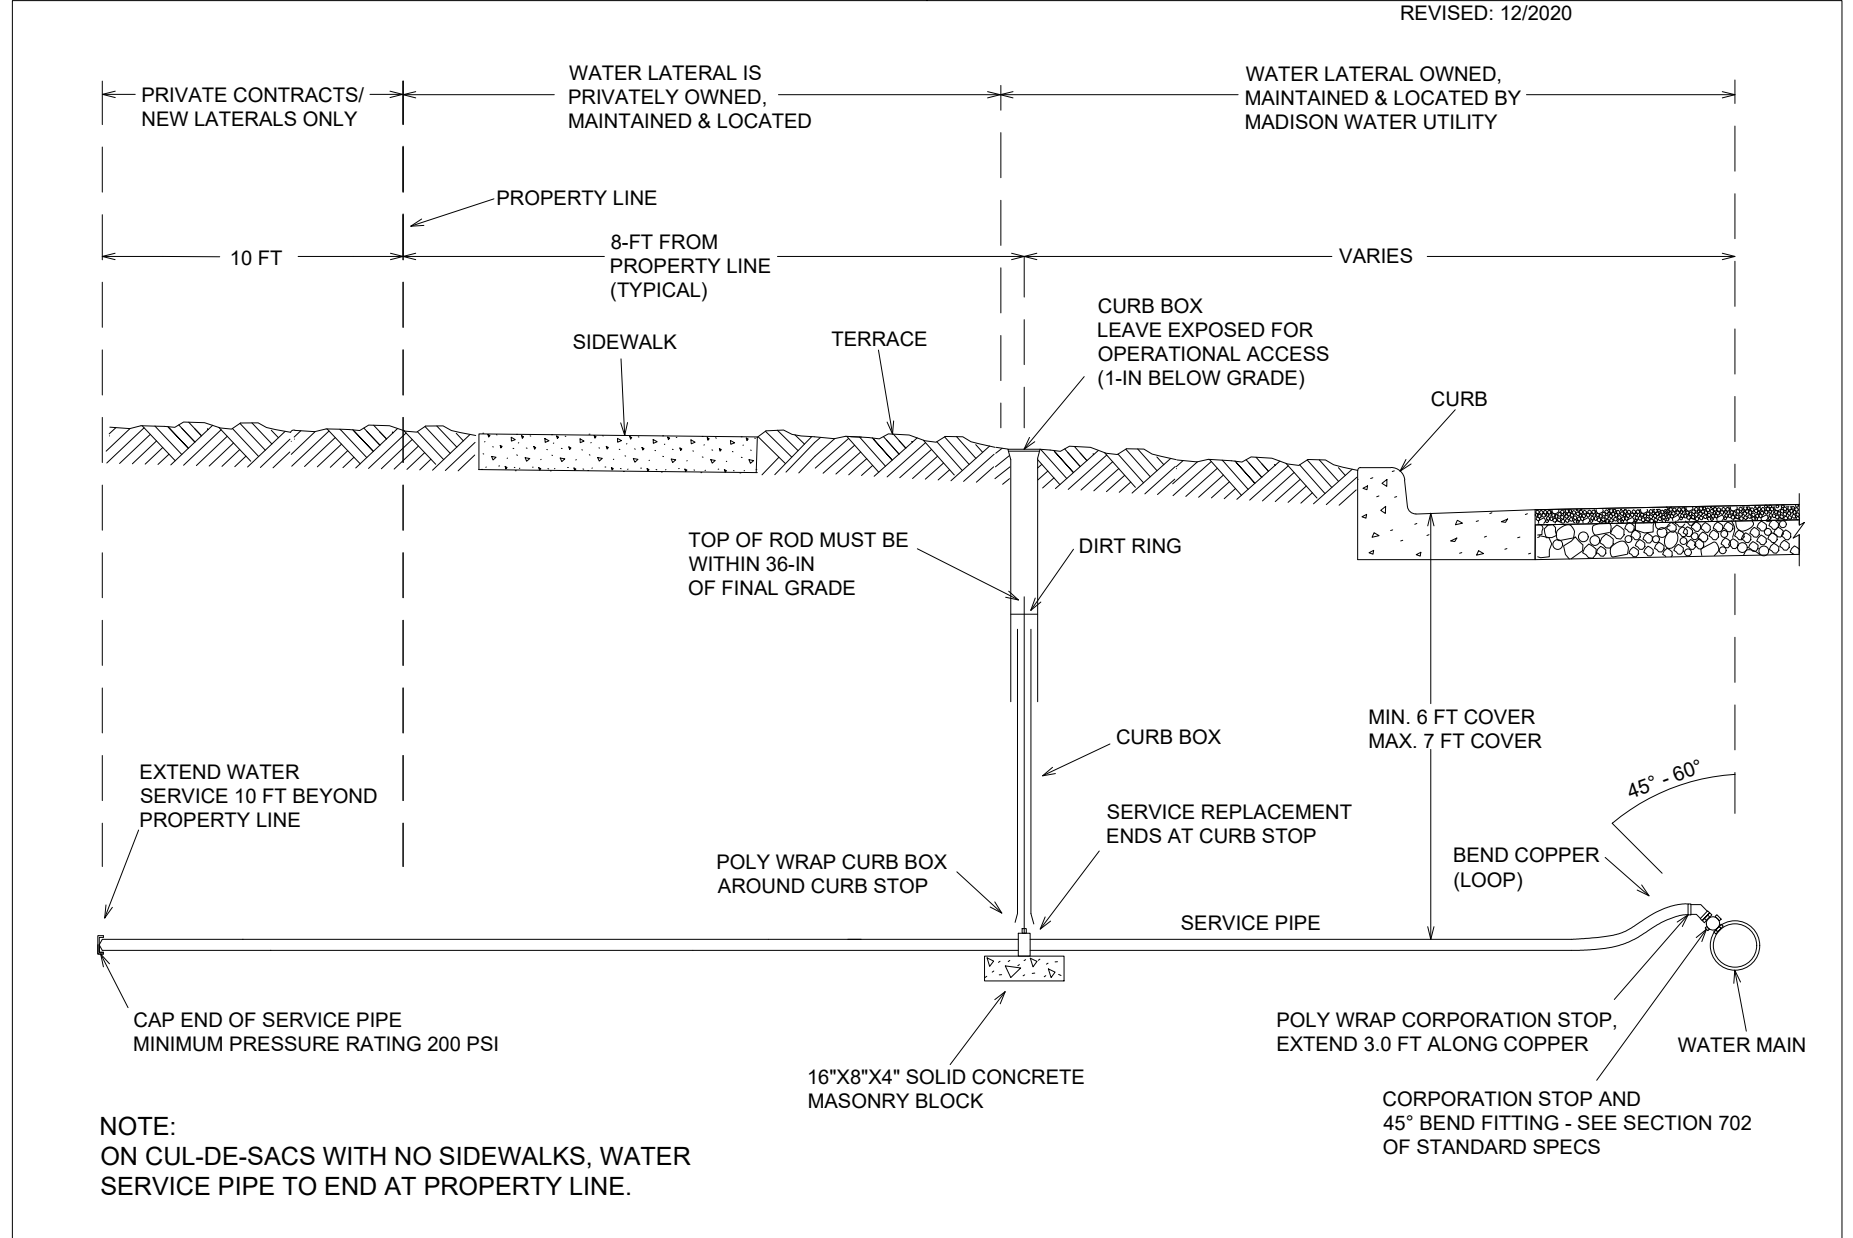 REVISED: 12/2020
PRIVATE CONTRACTS/
NEW LATERALS ONLY
WATER LATERAL IS
PRIVATELY OWNED,
MAINTAINED & LOCATED
WATER LATERAL OWNED,
MAINTAINED & LOCATED BY
MADISON WATER UTILITY
PROPERTY LINE
10 FT
8-FT FROM
PROPERTY LINE
(TYPICAL)
VARIES
SIDEWALK
TERRACE
CURB BOX
LEAVE EXPOSED FOR
OPERATIONAL ACCESS
(1-IN BELOW GRADE)
CURB
TOP OF ROD MUST BE
WITHIN 36-IN
OF FINAL GRADE
DIRT RING
MIN. 6 FT COVER
MAX. 7 FT COVER
CURB BOX
EXTEND WATER
SERVICE 10 FT BEYOND
PROPERTY LINE
45° - 60°
SERVICE REPLACEMENT
ENDS AT CURB STOP
POLY WRAP CURB BOX
AROUND CURB STOP
BEND COPPER
(LOOP)
SERVICE PIPE
CAP END OF SERVICE PIPE
MINIMUM PRESSURE RATING 200 PSI
POLY WRAP CORPORATION STOP,
EXTEND 3.0 FT ALONG COPPER
WATER MAIN
16"X8"X4" SOLID CONCRETE
MASONRY BLOCK
CORPORATION STOP AND
45° BEND FITTING - SEE SECTION 702
OF STANDARD SPECS
NOTE:
ON CUL-DE-SACS WITH NO SIDEWALKS, WATER
SERVICE PIPE TO END AT PROPERTY LINE.